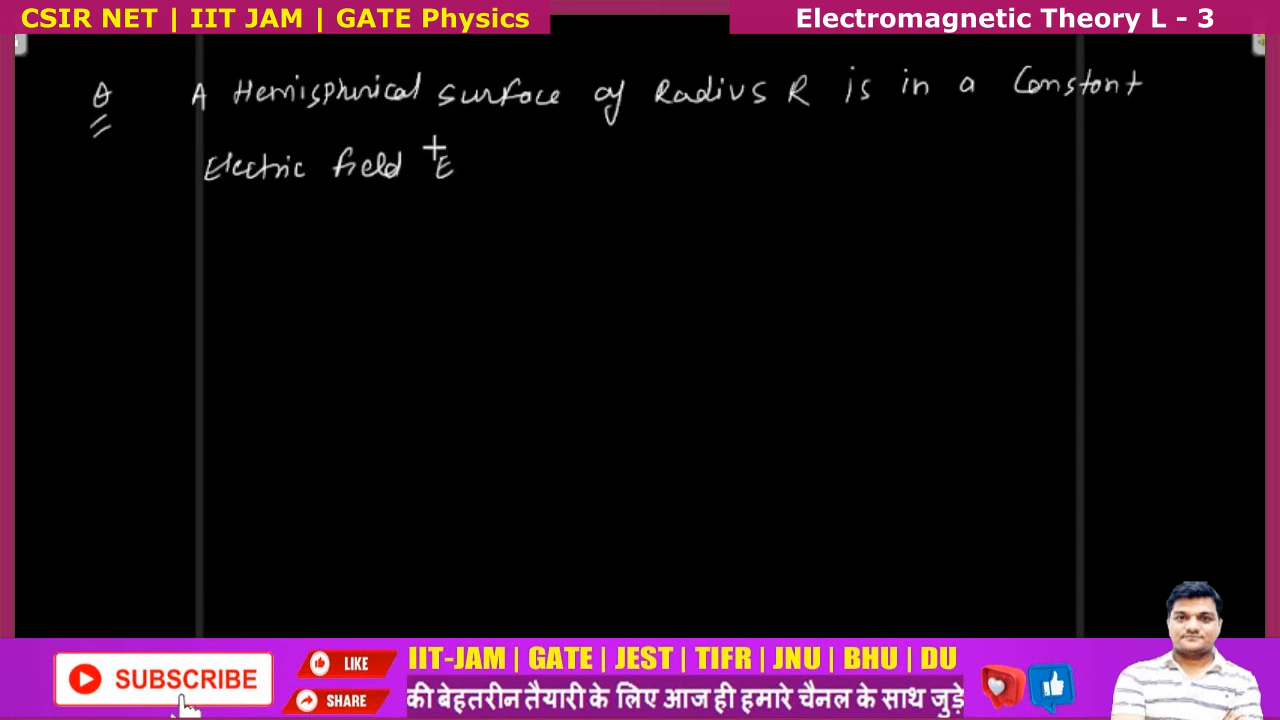 CSIR NET | IIT JAM | GATE Physics
Electromagnetic Theory L - 3
Q A Hemispherical surface of Radius R is in a Constant
Electric field E
SUBSCRIBE
LIKE
SHARE
IIT-JAM | GATE | JEST | TIFR | JNU | BHU | DU
की बेहतरीन तैयारी के लिए आज ही हमारे चैनल के साथ जुड़े